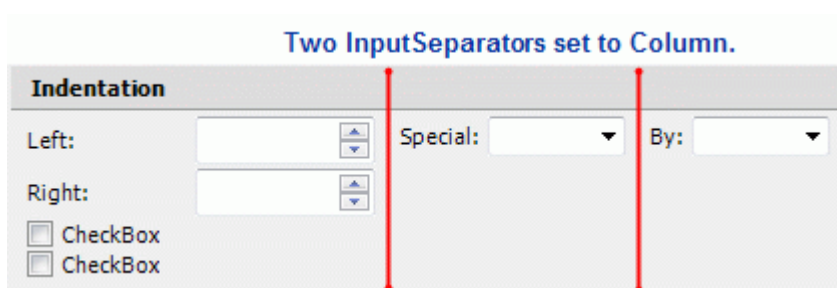 Two InputSeparators set to Column.
Indentation
Left: Special: By:
Right:
CheckBox
CheckBox